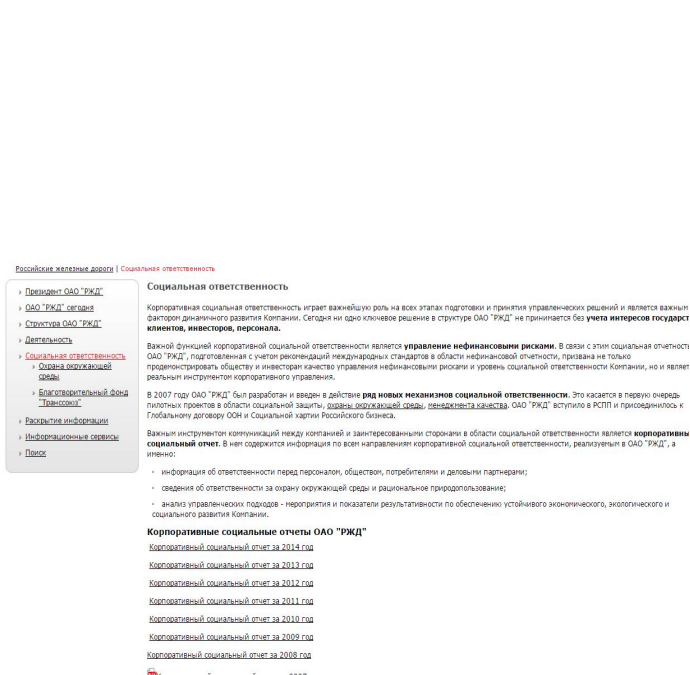 Российские железные дороги | Социальная ответственность
Президент ОАО "РЖД"
ОАО "РЖД" сегодня
Структура ОАО "РЖД"
Деятельность
Социальная ответственность
Охрана окружающей
среды
Благотворительный фонд
"Транссоюз"
Раскрытие информации
Информационные сервисы
Поиск
Социальная ответственность
Корпоративная социальная ответственность играет важнейшую роль на всех этапах подготовки и принятия управленческих решений и является важным
фактором динамичного развития Компании. Сегодня ни одно ключевое решение в структуре ОАО "РЖД" не принимается без учета интересов государст
клиентов, инвесторов, персонала.
Важной функцией корпоративной социальной ответственности является управление нефинансовыми рисками. В связи с этим социальная отчетность
ОАО "РЖД", подготовленная с учетом рекомендаций международных стандартов в области нефинансовой отчетности, призвана не только
продемонстрировать обществу и инвесторам качество управления нефинансовыми рисками и уровень социальной ответственности Компании, но и являет
реальным инструментом корпоративного управления.
В 2007 году ОАО "РЖД" был разработан и введен в действие ряд новых механизмов социальной ответственности. Это касается в первую очередь
пилотных проектов в области социальной защиты, охраны окружающей среды, менеджмента качества. ОАО "РЖД" вступило в РСПП и присоединилось к
Глобальному договору ООН и Социальной хартии Российского бизнеса.
Важным инструментом коммуникаций между компанией и заинтересованными сторонами в области социальной ответственности является корпоративны
социальный отчет. В нем содержится информация по всем направлениям корпоративной социальной ответственности, реализуемым в ОАО "РЖД", а
именно:
информация об ответственности перед персоналом, обществом, потребителями и деловыми партнерами;
сведения об ответственности за охрану окружающей среды и рациональное природопользование;
анализ управленческих подходов - мероприятия и показатели результативности по обеспечению устойчивого экономического, экологического и
социального развития Компании.
Корпоративные социальные отчеты ОАО "РЖД"
Корпоративный социальный отчет за 2014 год
Корпоративный социальный отчет за 2013 год
Корпоративный социальный отчет за 2012 год
Корпоративный социальный отчет за 2011 год
Корпоративный социальный отчет за 2010 год
Корпоративный социальный отчет за 2009 год
Корпоративный социальный отчет за 2008 год